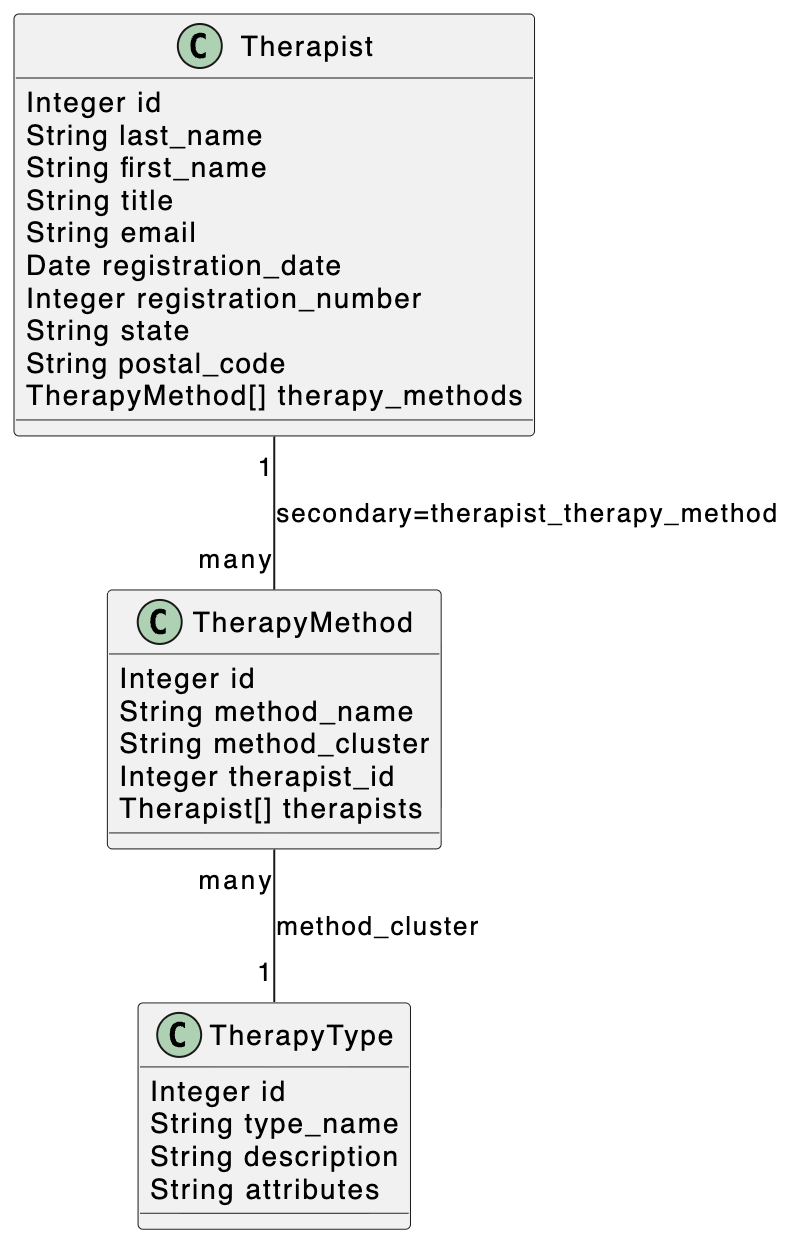 C Therapist
Integer id
String last_name
String first_name
String title
String email
Date registration_date
Integer registration_number
String state
String postal_code
TherapyMethod[] therapy_methods
1
secondary=therapist_therapy_method
many
C TherapyMethod
Integer id
String method_name
String method_cluster
Integer therapist_id
Therapist[] therapists
many
method_cluster
1
C TherapyType
Integer id
String type_name
String description
String attributes